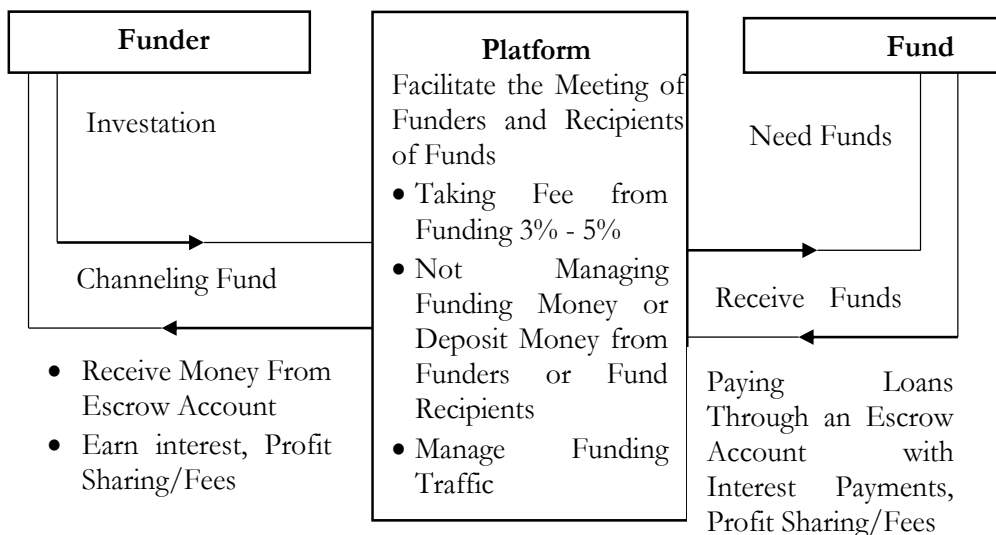 Funder
Investation
Channeling Fund
• Receive Money From
Escrow Account
• Earn interest, Profit
Sharing/Fees
Platform
Facilitate the Meeting of
Funders and Recipients
of Funds
• Taking Fee from
Funding 3% - 5%
• Not Managing
Funding Money or
Deposit Money from
Funders or Fund
Recipients
• Manage Funding
Traffic
Fund
Need Funds
Receive Funds
Paying Loans
Through an Escrow
Account with
Interest Payments,
Profit Sharing/Fees